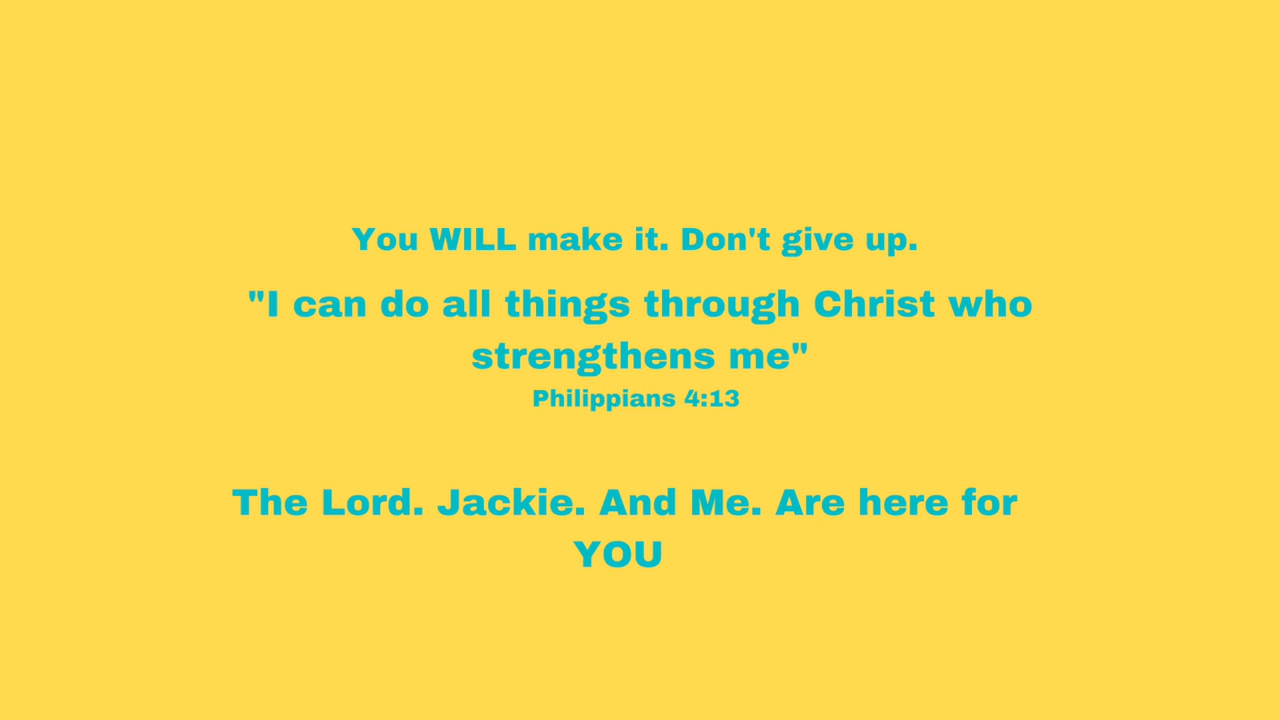 You WILL make it. Don't give up.
"I can do all things through Christ who
strengthens me"
Philippians 4:13
The Lord. Jackie. And Me. Are here for
YOU